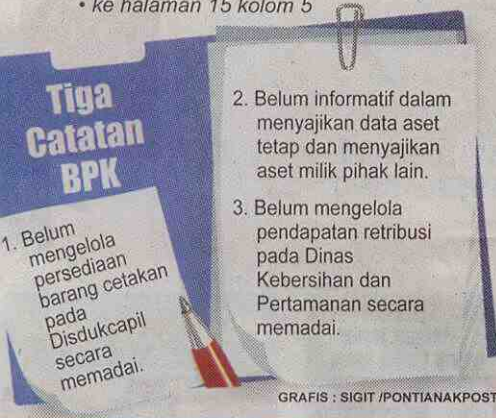 • ke halaman 15 kolom 5
Tiga
Catatan
BPK
1. Belum
mengelola
persediaan
barang cetakan
pada
Disdukcapil
secara
memadai.
2. Belum informatif dalam
menyajikan data aset
tetap dan menyajikan
aset milik pihak lain.
3. Belum mengelola
pendapatan retribusi
pada Dinas
Kebersihan dan
Pertamanan secara
memadai.
GRAFIS : SIGIT /PONTIANAKPOST